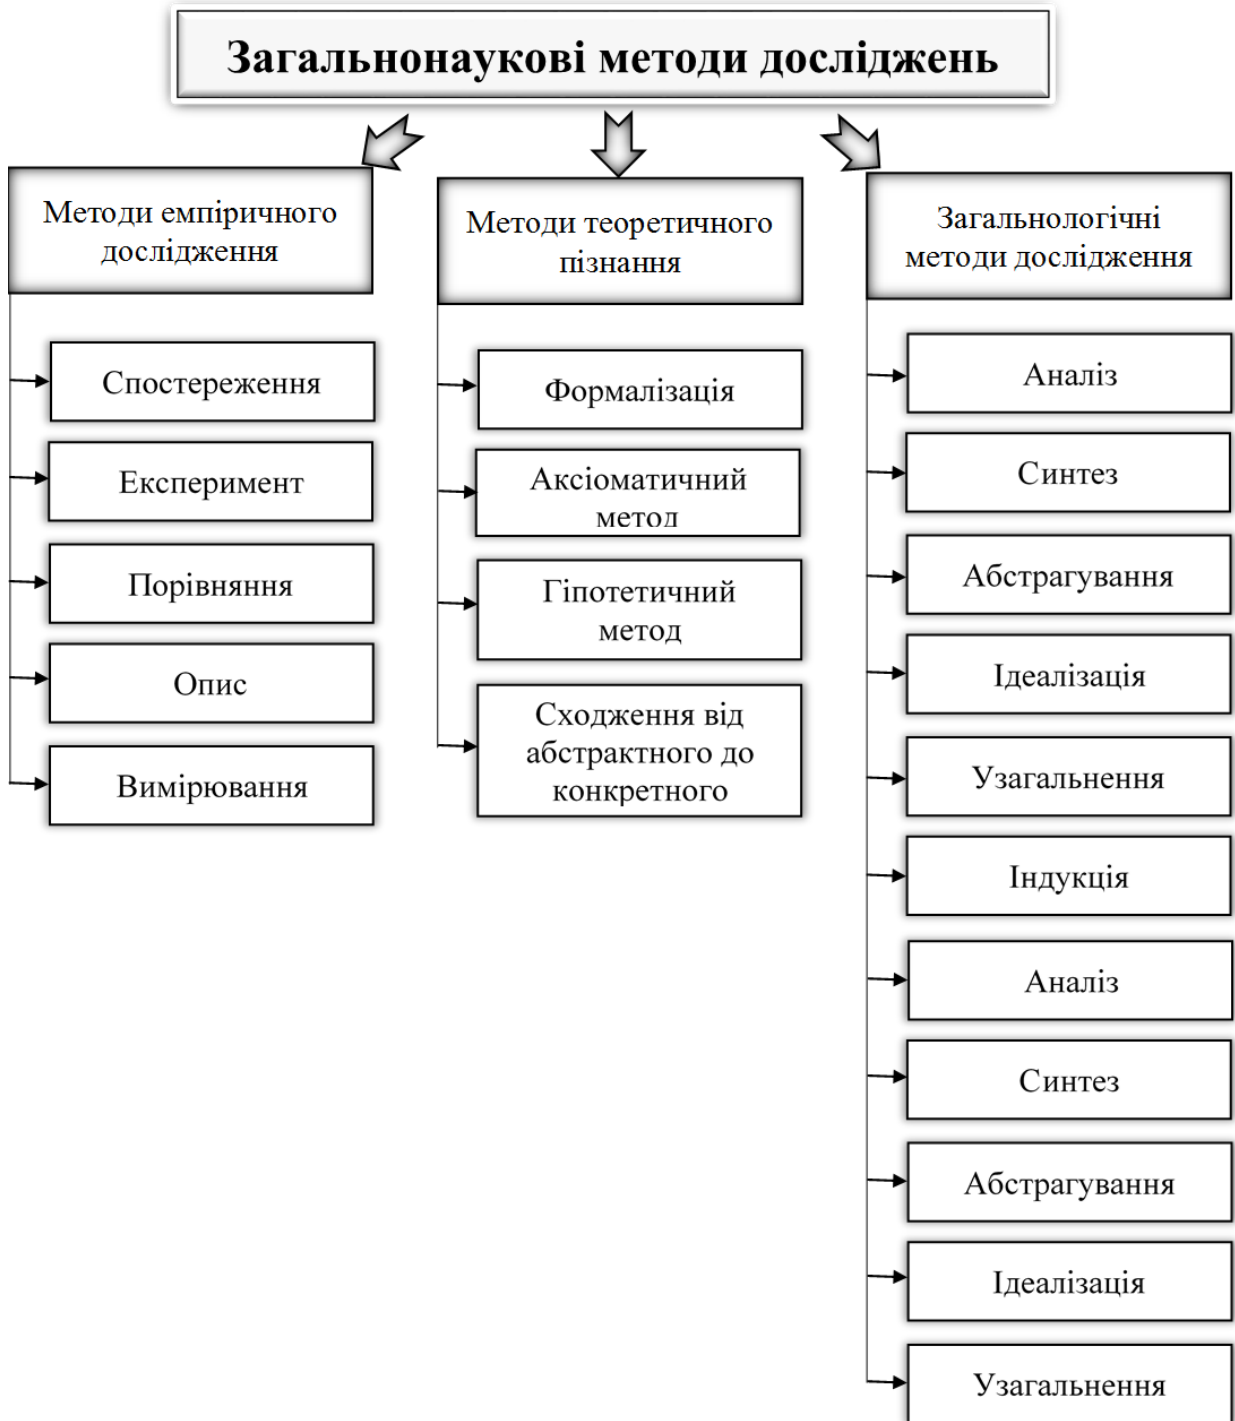 Загальнонаукові методи досліджень
Методи емпіричного
дослідження
Спостереження
Експеримент
Порівняння
Опис
Вимірювання
Методи теоретичного
пізнання
Формалізація
Аксіоматичний
метод
Гіпотетичний
метод
Сходження від
абстрактного до
конкретного
Загальнологічні
методи дослідження
Аналіз
Синтез
Абстрагування
Ідеалізація
Узагальнення
Індукція
Аналіз
Синтез
Абстрагування
Ідеалізація
Узагальнення